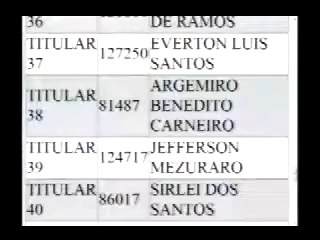 36 DE RAMOS
TITULAR EVERTON LUIS
37 127250 SANTOS
ARGEMIRO
TITULAR 81487 BENEDITO
38 CARNEIRO
TITULAR JEFFERSON
39 124717 MEZURARO
TITULAR SIRLEI DOS
40 86017 SANTOS